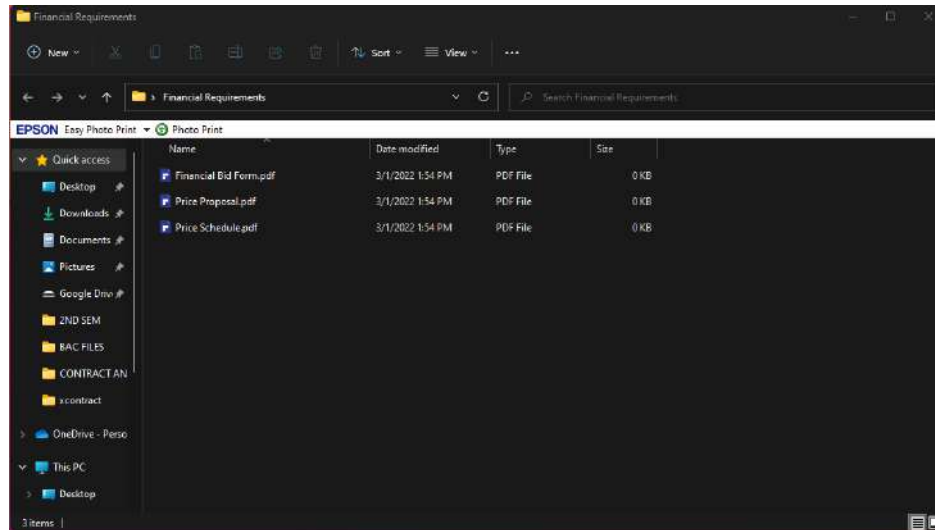 Financial Requirements
New
Sort
View
Financial Requirements
Search Financial Requirements
EPSON Easy Photo Print Photo Print
Name Date modified Type Size
Quick access
Financial Bid Form.pdf 3/1/2022 1:54 PM PDF File 0 KB
Desktop
Price Proposal.pdf 3/1/2022 1:54 PM PDF File 0 KB
Downloads
Price Schedule.pdf 3/1/2022 1:54 PM PDF File 0 KB
Documents
Pictures
Google Driv
2ND SEM
BAC FILES
CONTRACT AN
xcontract
OneDrive - Perso
This PC
Desktop
3 items